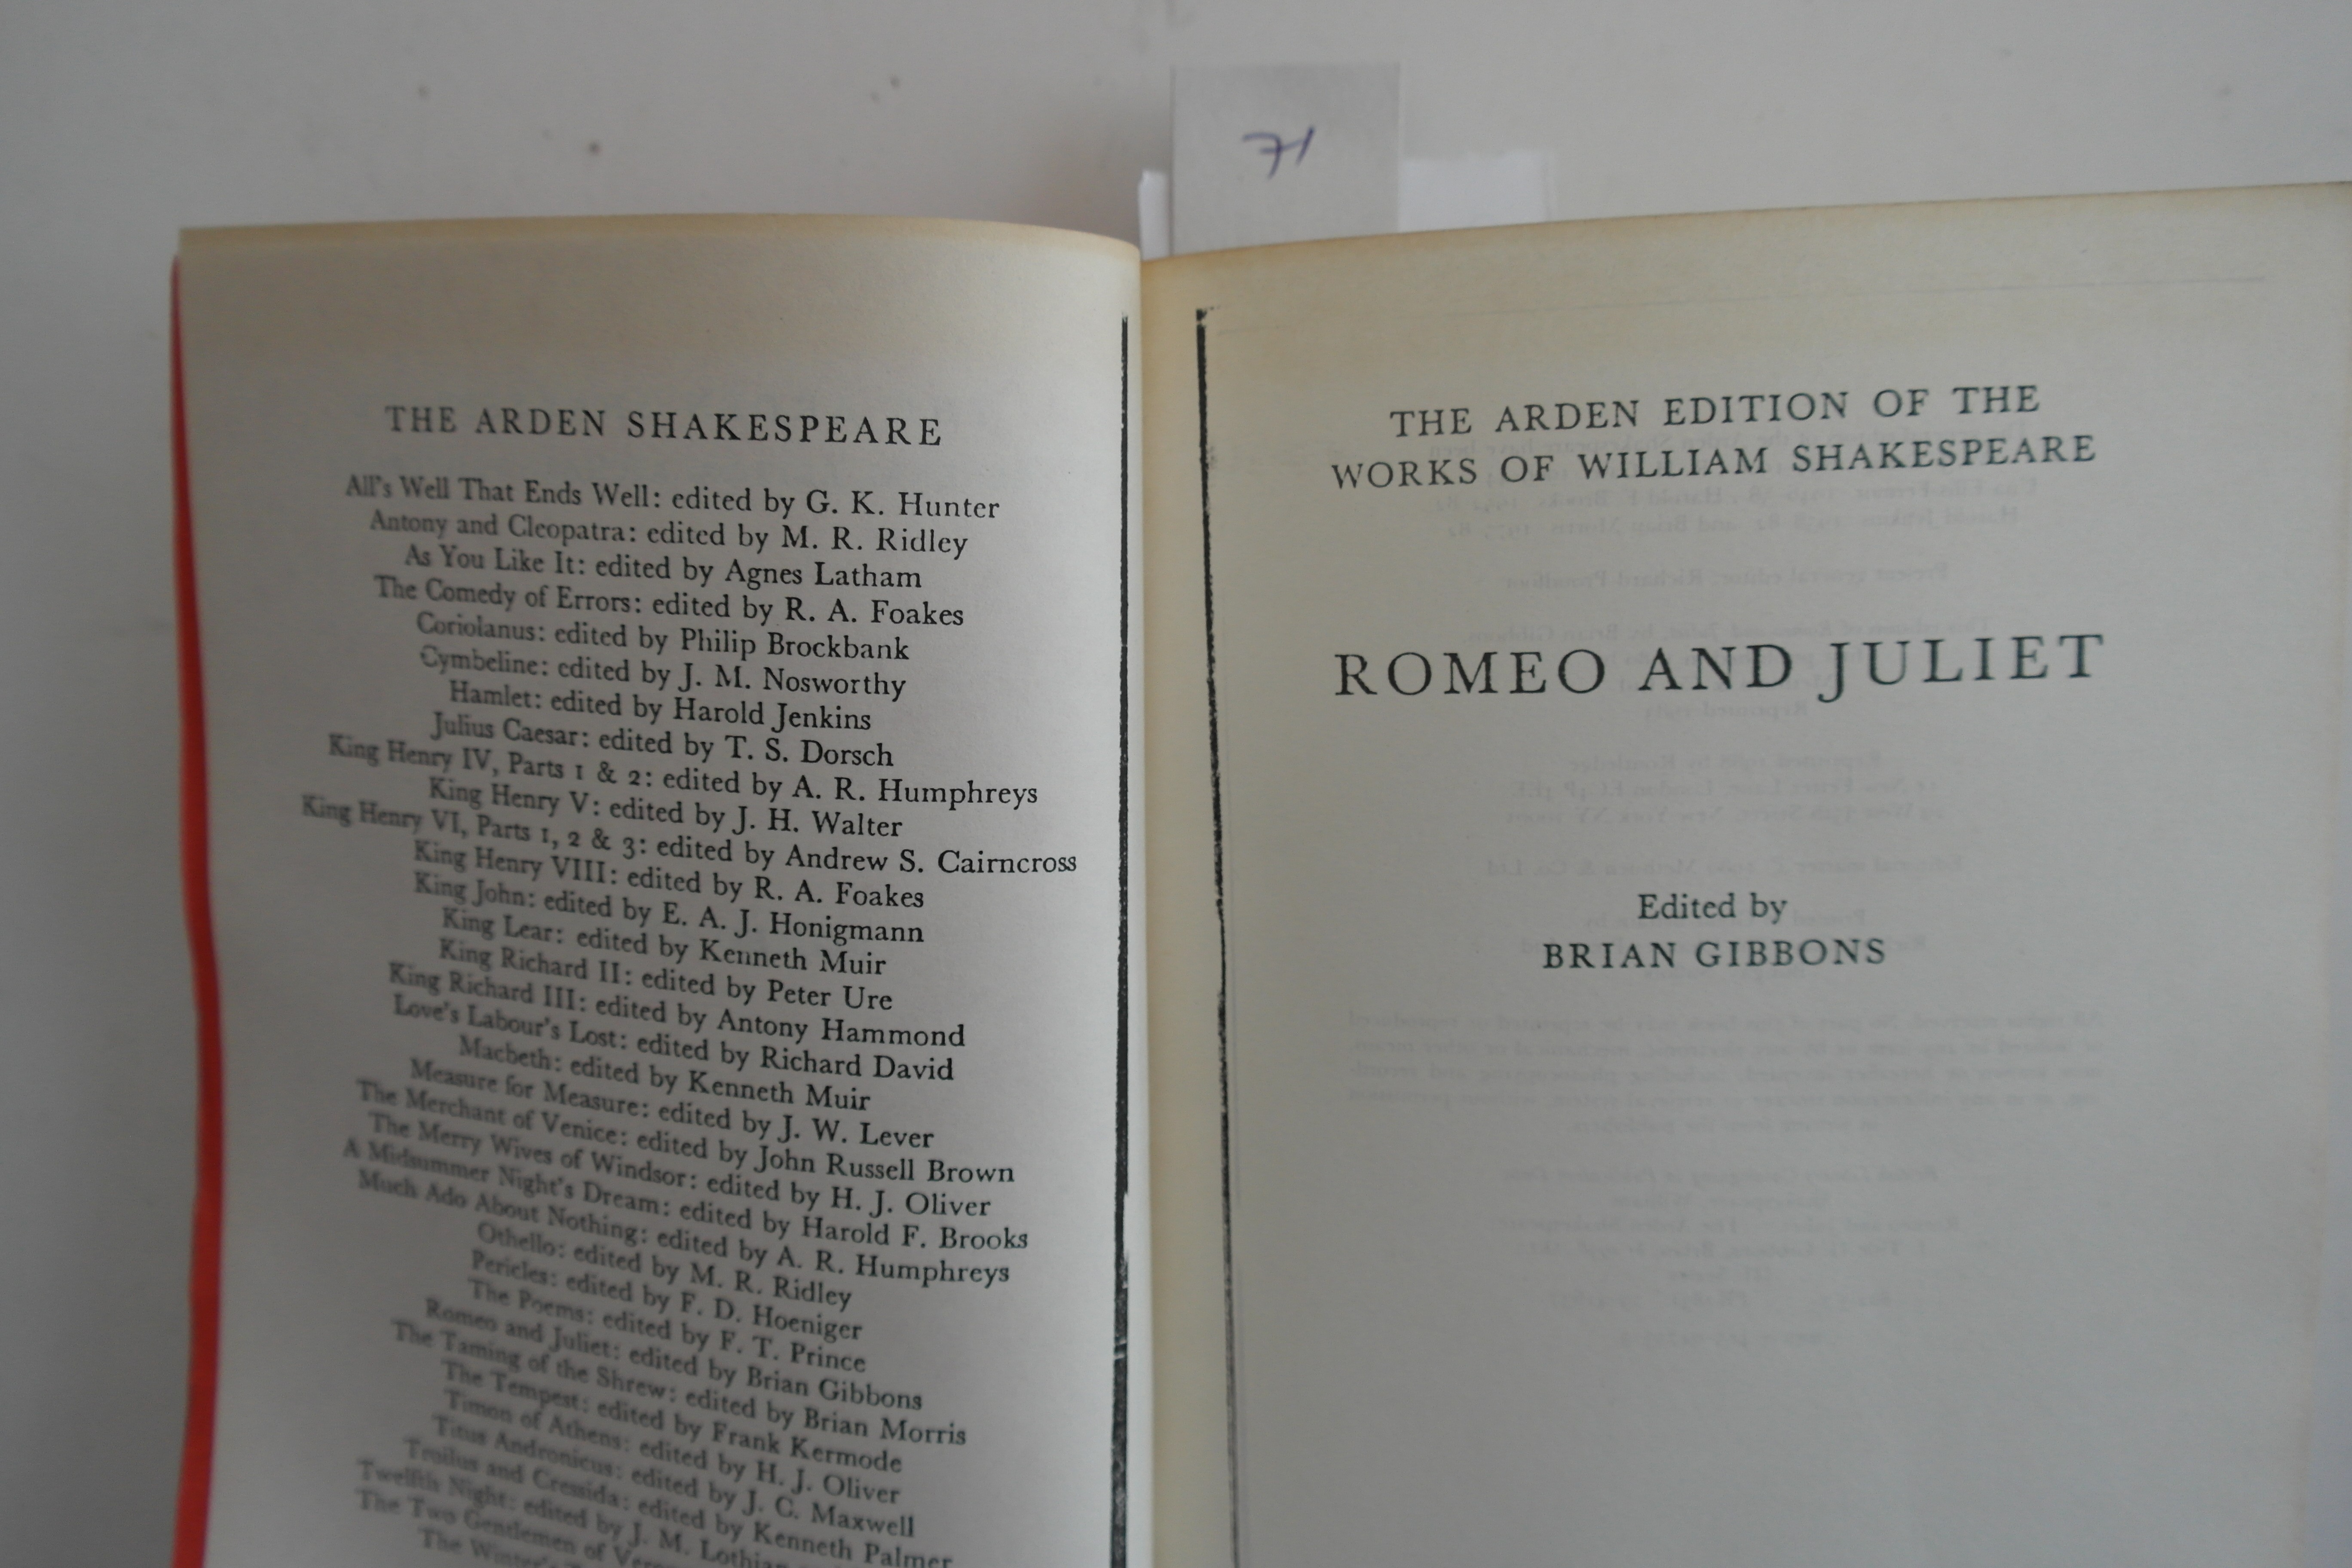 71
THE ARDEN SHAKESPEARE
All's Well That Ends Well: edited by G. K. Hunter
Antony and Cleopatra: edited by M. R. Ridley
As You Like It: edited by Agnes Latham
The Comedy of Errors: edited by R. A. Foakes
Coriolanus: edited by Philip Brockbank
Cymbeline: edited by J. M. Nosworthy
Hamlet: edited by Harold Jenkins
Julius Caesar: edited by T. S. Dorsch
King Henry IV, Parts 1 & 2: edited by A. R. Humphreys
King Henry V: edited by J. H. Walter
King Henry VI, Parts 1, 2 & 3: edited by Andrew S. Cairncross
King Henry VIII: edited by R. A. Foakes
King John: edited by E. A. J. Honigmann
King Lear: edited by Kenneth Muir
King Richard II: edited by Peter Ure
King Richard III: edited by Antony Hammond
Love's Labour's Lost: edited by Richard David
Macbeth: edited by Kenneth Muir
Measure for Measure: edited by J. W. Lever
The Merchant of Venice: edited by John Russell Brown
The Merry Wives of Windsor: edited by H. J. Oliver
A Midsummer Night's Dream: edited by Harold F. Brooks
Much Ado About Nothing: edited by A. R. Humphreys
Othello: edited by M. R. Ridley
Pericles: edited by F. D. Hoeniger
The Poems: edited by F. T. Prince
Romeo and Juliet: edited by Brian Gibbons
The Taming of the Shrew: edited by Brian Morris
The Tempest: edited by Frank Kermode
Timon of Athens: edited by H. J. Oliver
Titus Andronicus: edited by J. C. Maxwell
Troilus and Cressida: edited by Kenneth Palmer
Twelfth Night: edited by J. M. Lothian
The Two Gentlemen of
The Winter's
THE ARDEN EDITION OF THE
WORKS OF WILLIAM SHAKESPEARE
ROMEO AND JULIET
Edited by
BRIAN GIBBONS